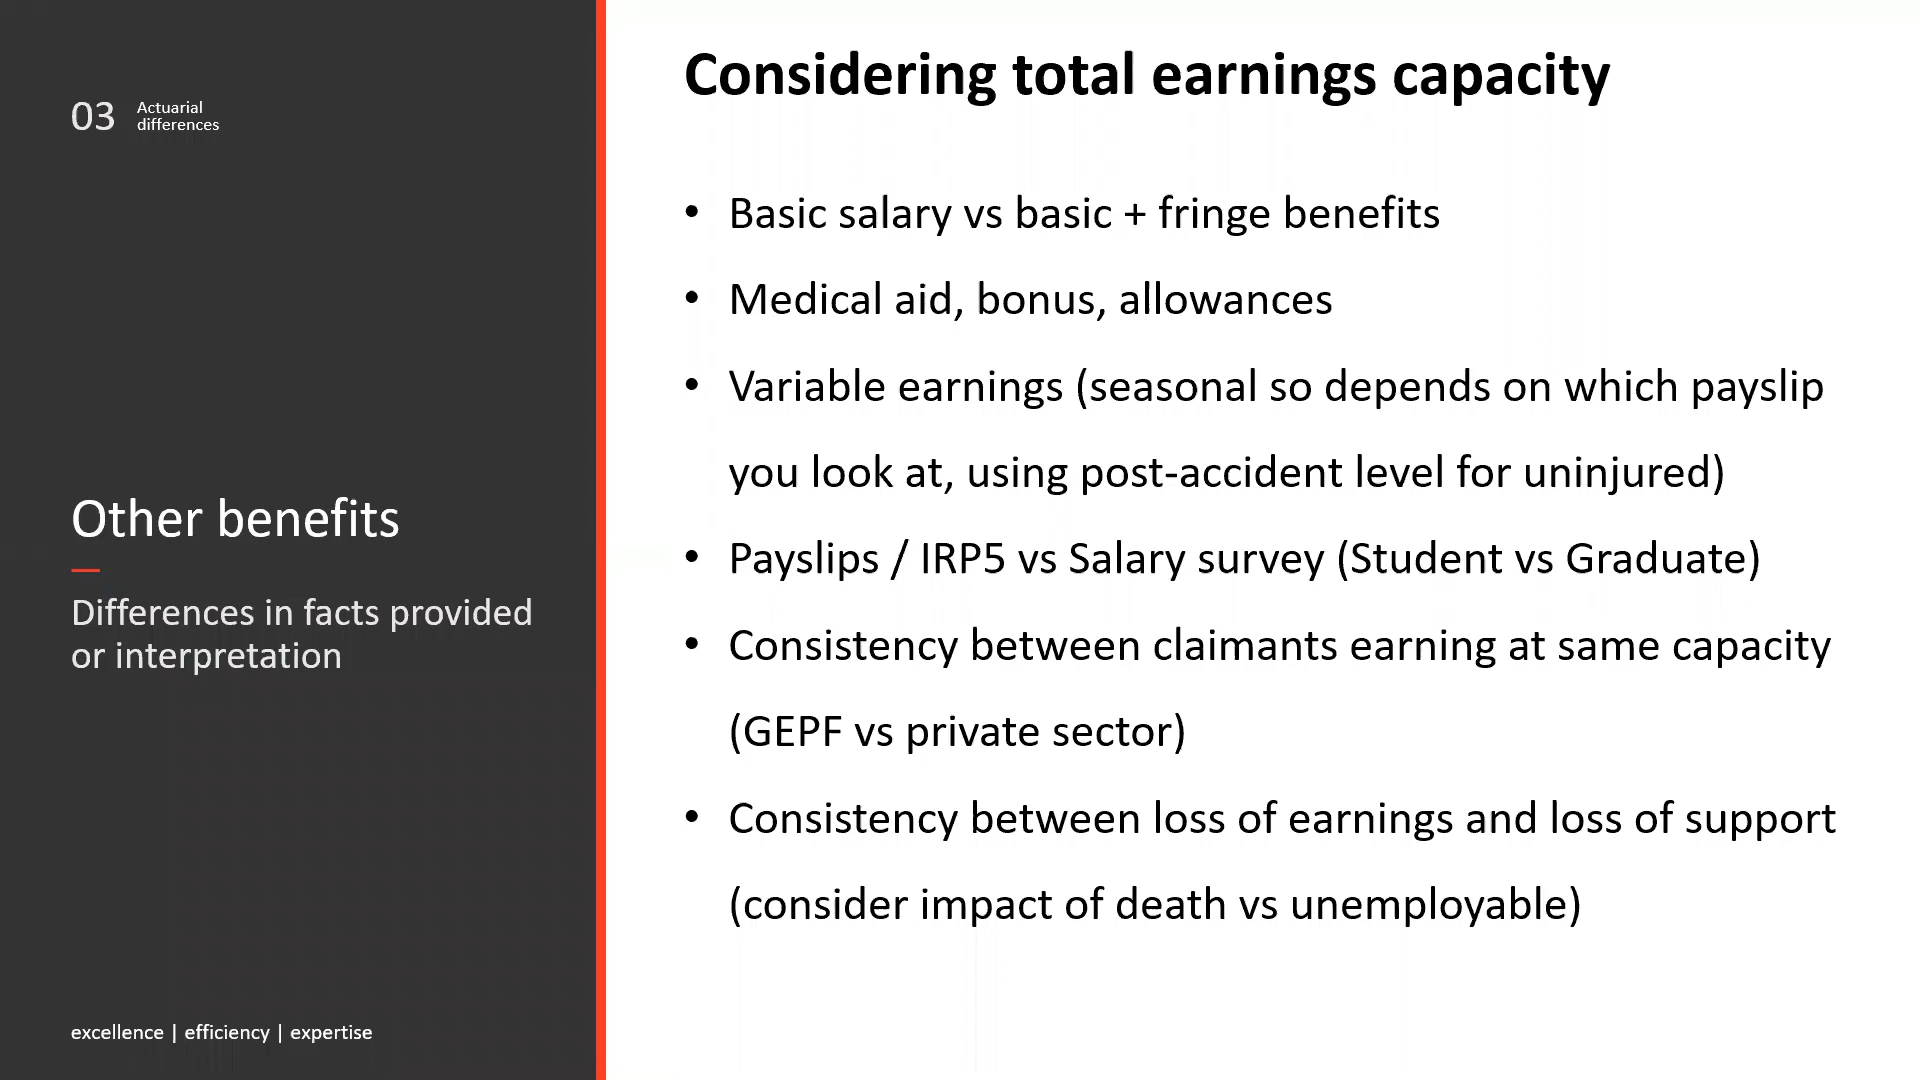 03 Actuarial
differences
Other benefits
Differences in facts provided
or interpretation
excellence | efficiency | expertise
Considering total earnings capacity
• Basic salary vs basic + fringe benefits
• Medical aid, bonus, allowances
• Variable earnings (seasonal so depends on which payslip
you look at, using post-accident level for uninjured)
• Payslips / IRP5 vs Salary survey (Student vs Graduate)
• Consistency between claimants earning at same capacity
(GEPF vs private sector)
• Consistency between loss of earnings and loss of support
(consider impact of death vs unemployable)